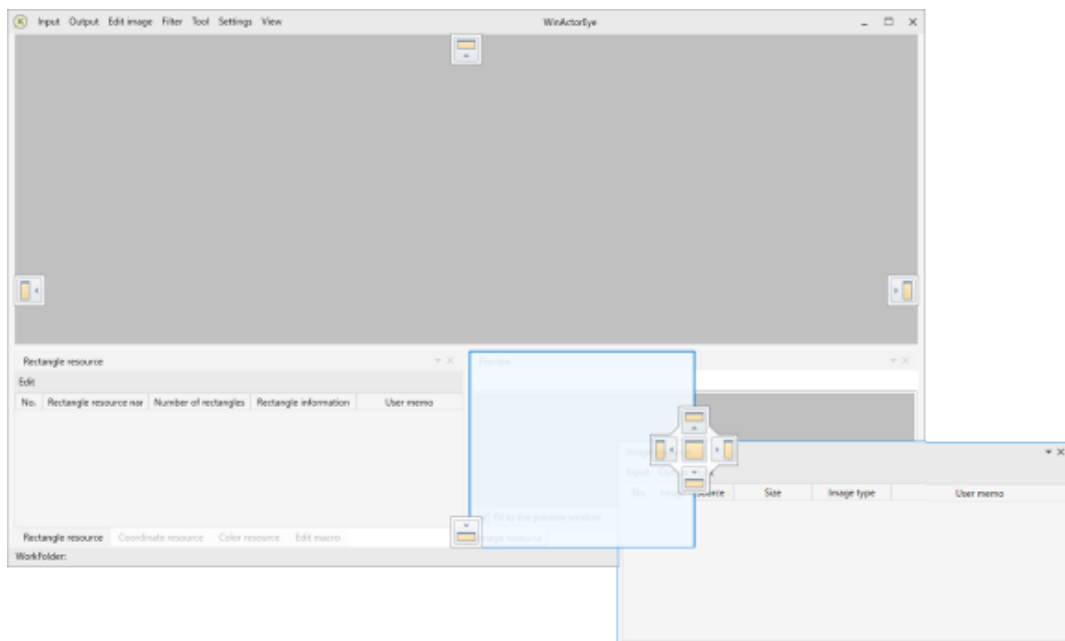 Input Output Edit image Filter Tool Settings View WinActorEye
Rectangle resource
Preview
Edit
No. Rectangle resource nar Number of rectangles Rectangle information User memo
Input
No. Size Image type User memo
Fit to the preview window
Rectangle resource Coordinate resource Color resource Edit macro
Image resource
Workfolder: